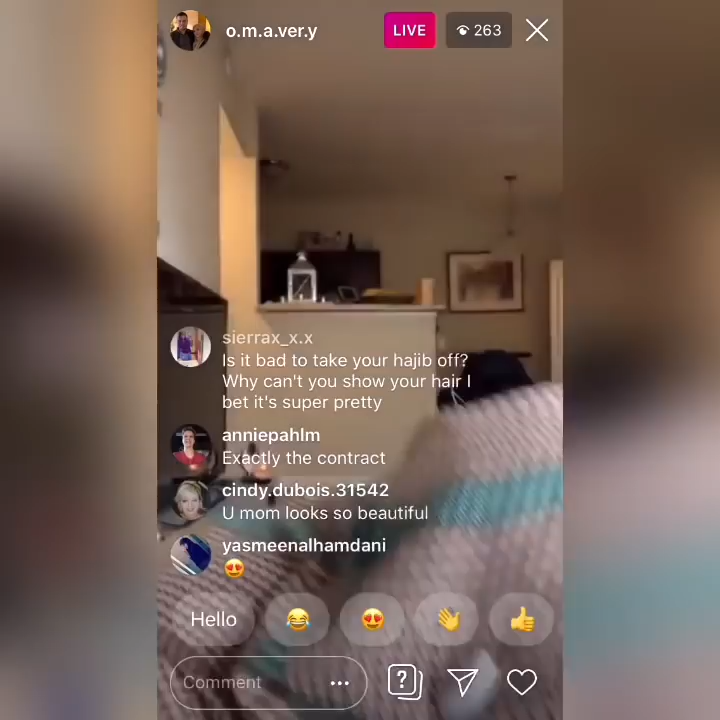 o.m.a.ver.y
LIVE
263
sierrax_x.x
Is it bad to take your hajib off?
Why can't you show your hair I
bet it's super pretty
anniepahlm
Exactly the contract
cindy.dubois.31542
U mom looks so beautiful
yasmeenalhamdani
😍
Hello 😂 😍 👋 👍
Comment
?